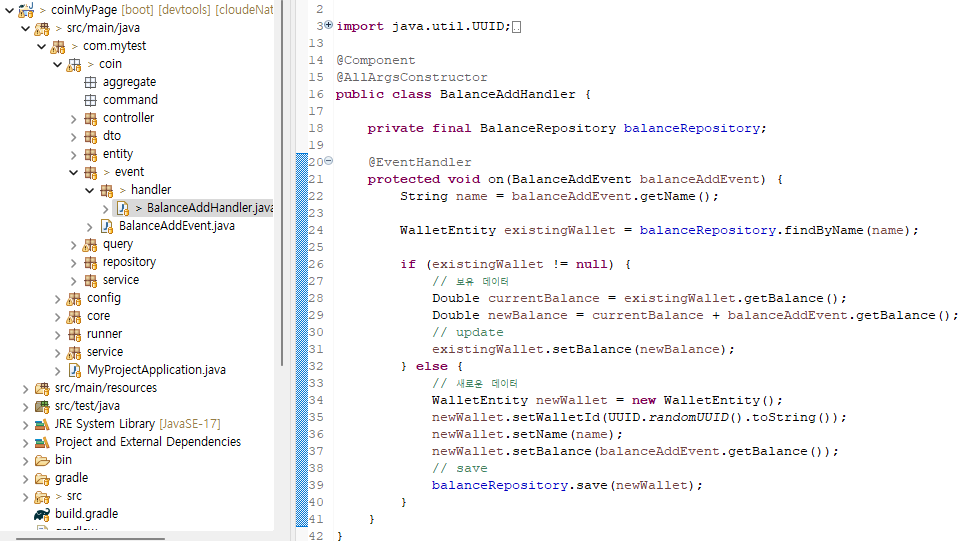 coinMyPage [boot] [devtools] [cloudeNat
src/main/java
com.mytest
coin
aggregate
command
controller
dto
entity
event
handler
BalanceAddHandler.java
BalanceAddEvent.java
query
repository
service
config
core
runner
service
MyProjectApplication.java
src/main/resources
src/test/java
JRE System Library [JavaSE-17]
Project and External Dependencies
bin
gradle
src
build.gradle
gradlew
2
3 import java.util.UUID;
13
14 @Component
15 @AllArgsConstructor
16 public class BalanceAddHandler {
17
18 private final BalanceRepository balanceRepository;
19
20 @EventHandler
21 protected void on(BalanceAddEvent balanceAddEvent) {
22 String name = balanceAddEvent.getName();
23
24 WalletEntity existingWallet = balanceRepository.findByName(name);
25
26 if (existingWallet != null) {
27 // 보유 데이터
28 Double currentBalance = existingWallet.getBalance();
29 Double newBalance = currentBalance + balanceAddEvent.getBalance();
30 // update
31 existingWallet.setBalance(newBalance);
32 } else {
33 // 새로운 데이터
34 WalletEntity newWallet = new WalletEntity();
35 newWallet.setWalletId(UUID.randomUUID().toString());
36 newWallet.setName(name);
37 newWallet.setBalance(balanceAddEvent.getBalance());
38 // save
39 balanceRepository.save(newWallet);
40 }
41 }
42 }